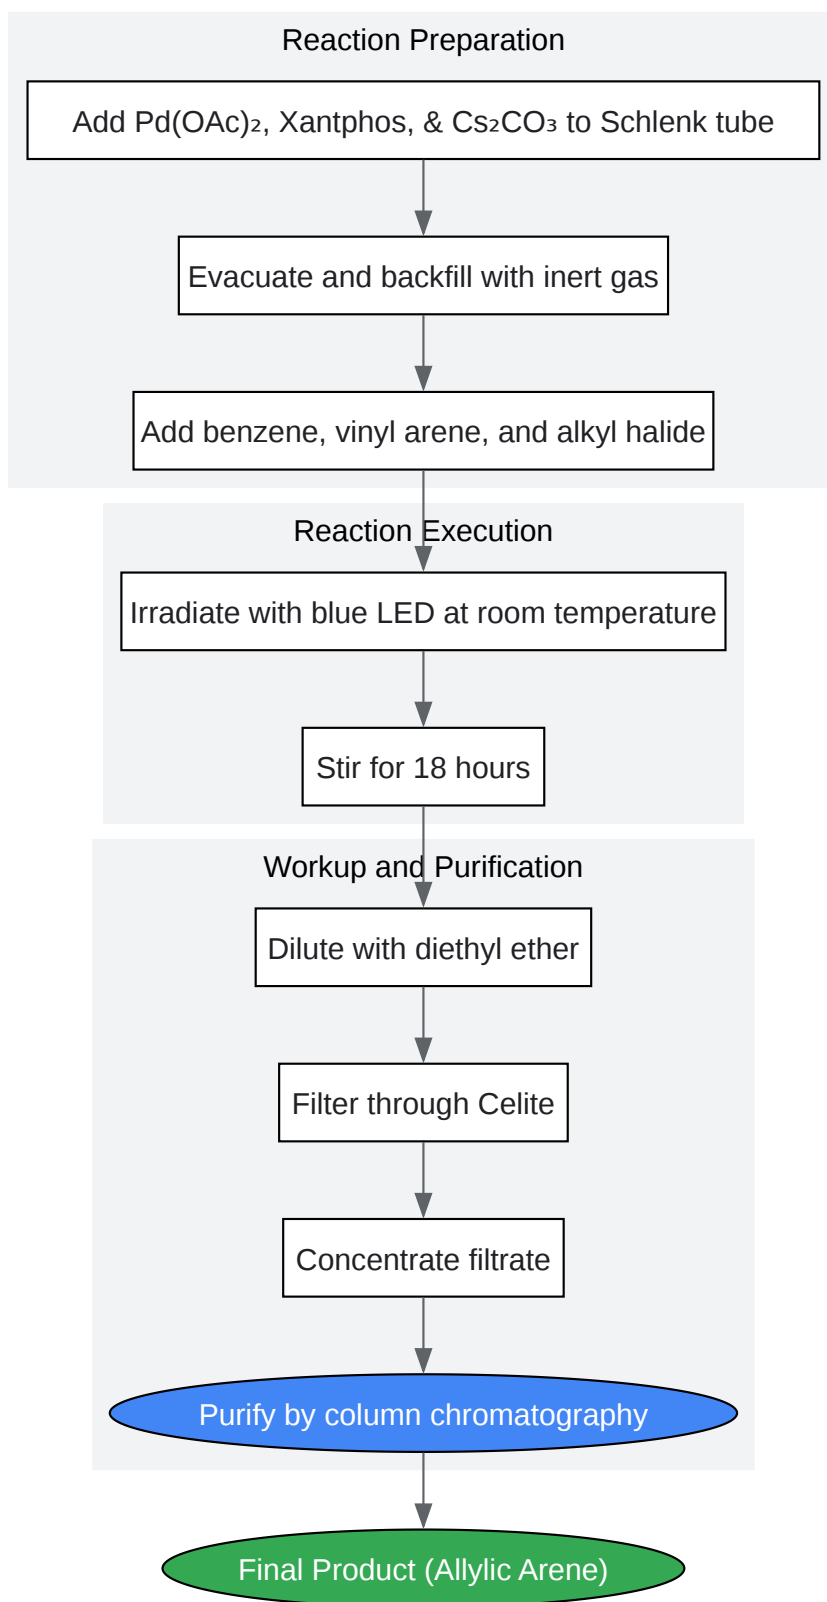 Reaction Preparation
Add Pd(OAc)₂, Xantphos, & Cs₂CO₃ to Schlenk tube
Evacuate and backfill with inert gas
Add benzene, vinyl arene, and alkyl halide
Reaction Execution
Irradiate with blue LED at room temperature
Stir for 18 hours
Workup and Purification
Dilute with diethyl ether
Filter through Celite
Concentrate filtrate
Purify by column chromatography
Final Product (Allylic Arene)